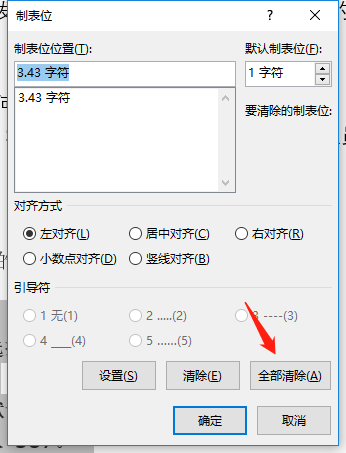 制表位
制表位位置(T): 默认制表位(F):
3.43 字符 1 字符
3.43 字符 要清除的制表位:
对齐方式
左对齐(L) 居中对齐(C) 右对齐(R)
小数点对齐(D) 竖线对齐(B)
引导符
1 无(1) 2 .....(2) 3 ----(3)
4 ___(4) 5 ......(5)
设置(S) 清除(E) 全部清除(A)
确定 取消